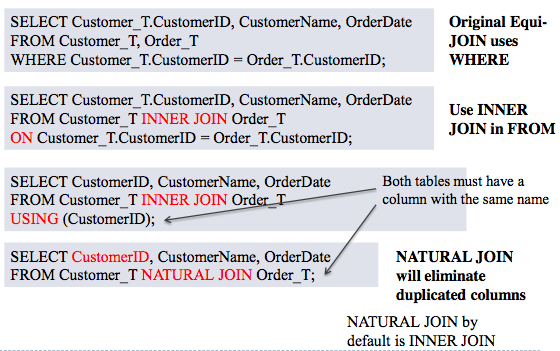 SELECT Customer_T.CustomerID, CustomerName, OrderDate
FROM Customer_T, Order_T
WHERE Customer_T.CustomerID = Order_T.CustomerID;
Original Equi-
JOIN uses
WHERE
SELECT Customer_T.CustomerID, CustomerName, OrderDate
FROM Customer_T INNER JOIN Order_T
ON Customer_T.CustomerID = Order_T.CustomerID;
Use INNER
JOIN in FROM
SELECT CustomerID, CustomerName, OrderDate
FROM Customer_T INNER JOIN Order_T
USING (CustomerID);
Both tables must have a
column with the same name
SELECT CustomerID, CustomerName, OrderDate
FROM Customer_T NATURAL JOIN Order_T;
NATURAL JOIN
will eliminate
duplicated columns
NATURAL JOIN by
default is INNER JOIN